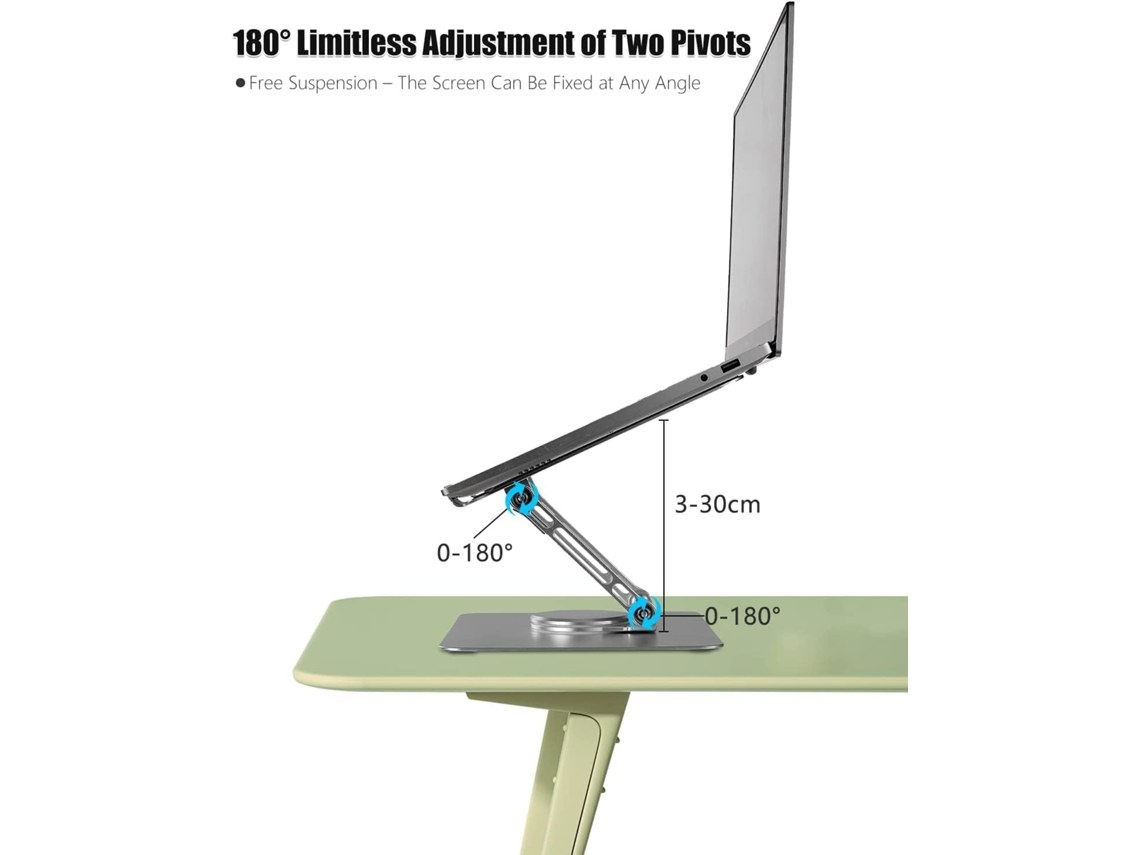 180° Limitless Adjustment of Two Pivots
●Free Suspension – The Screen Can Be Fixed at Any Angle
3-30cm
0-180°
0-180°